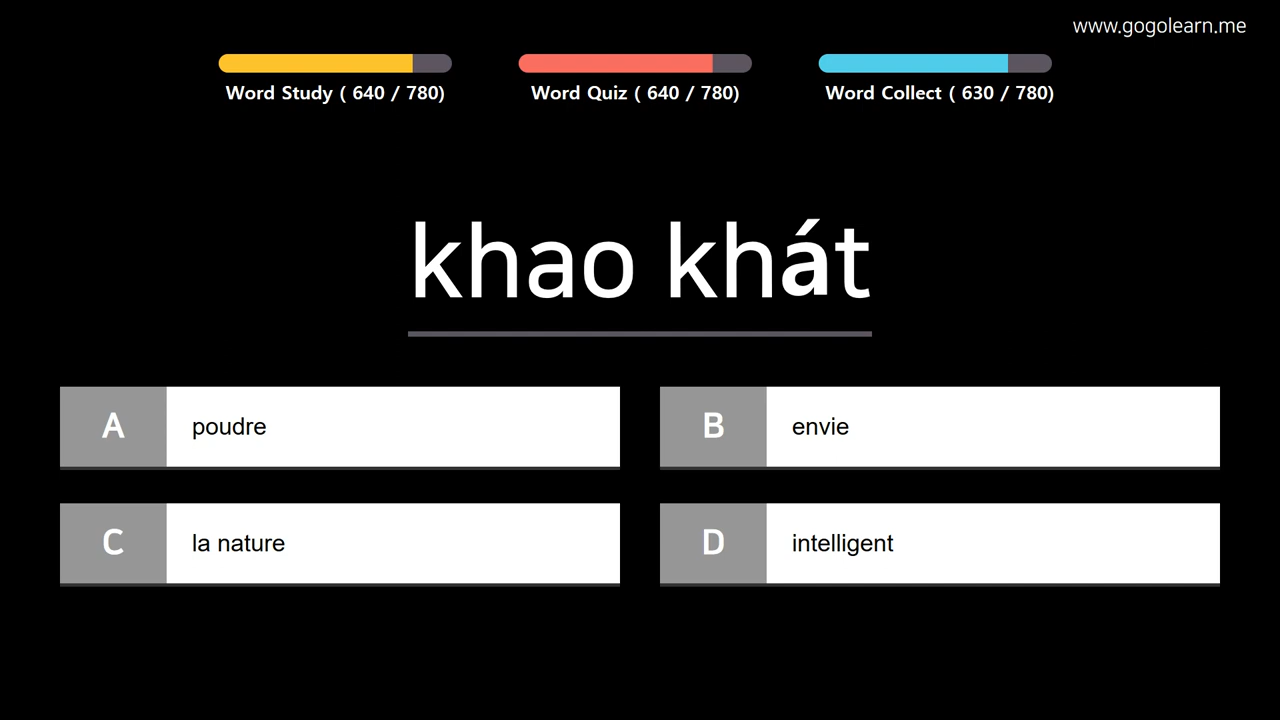 www.gogolearn.me
Word Study ( 640 / 780)
Word Quiz ( 640 / 780)
Word Collect ( 630 / 780)
khao khát
A poudre
B envie
C la nature
D intelligent